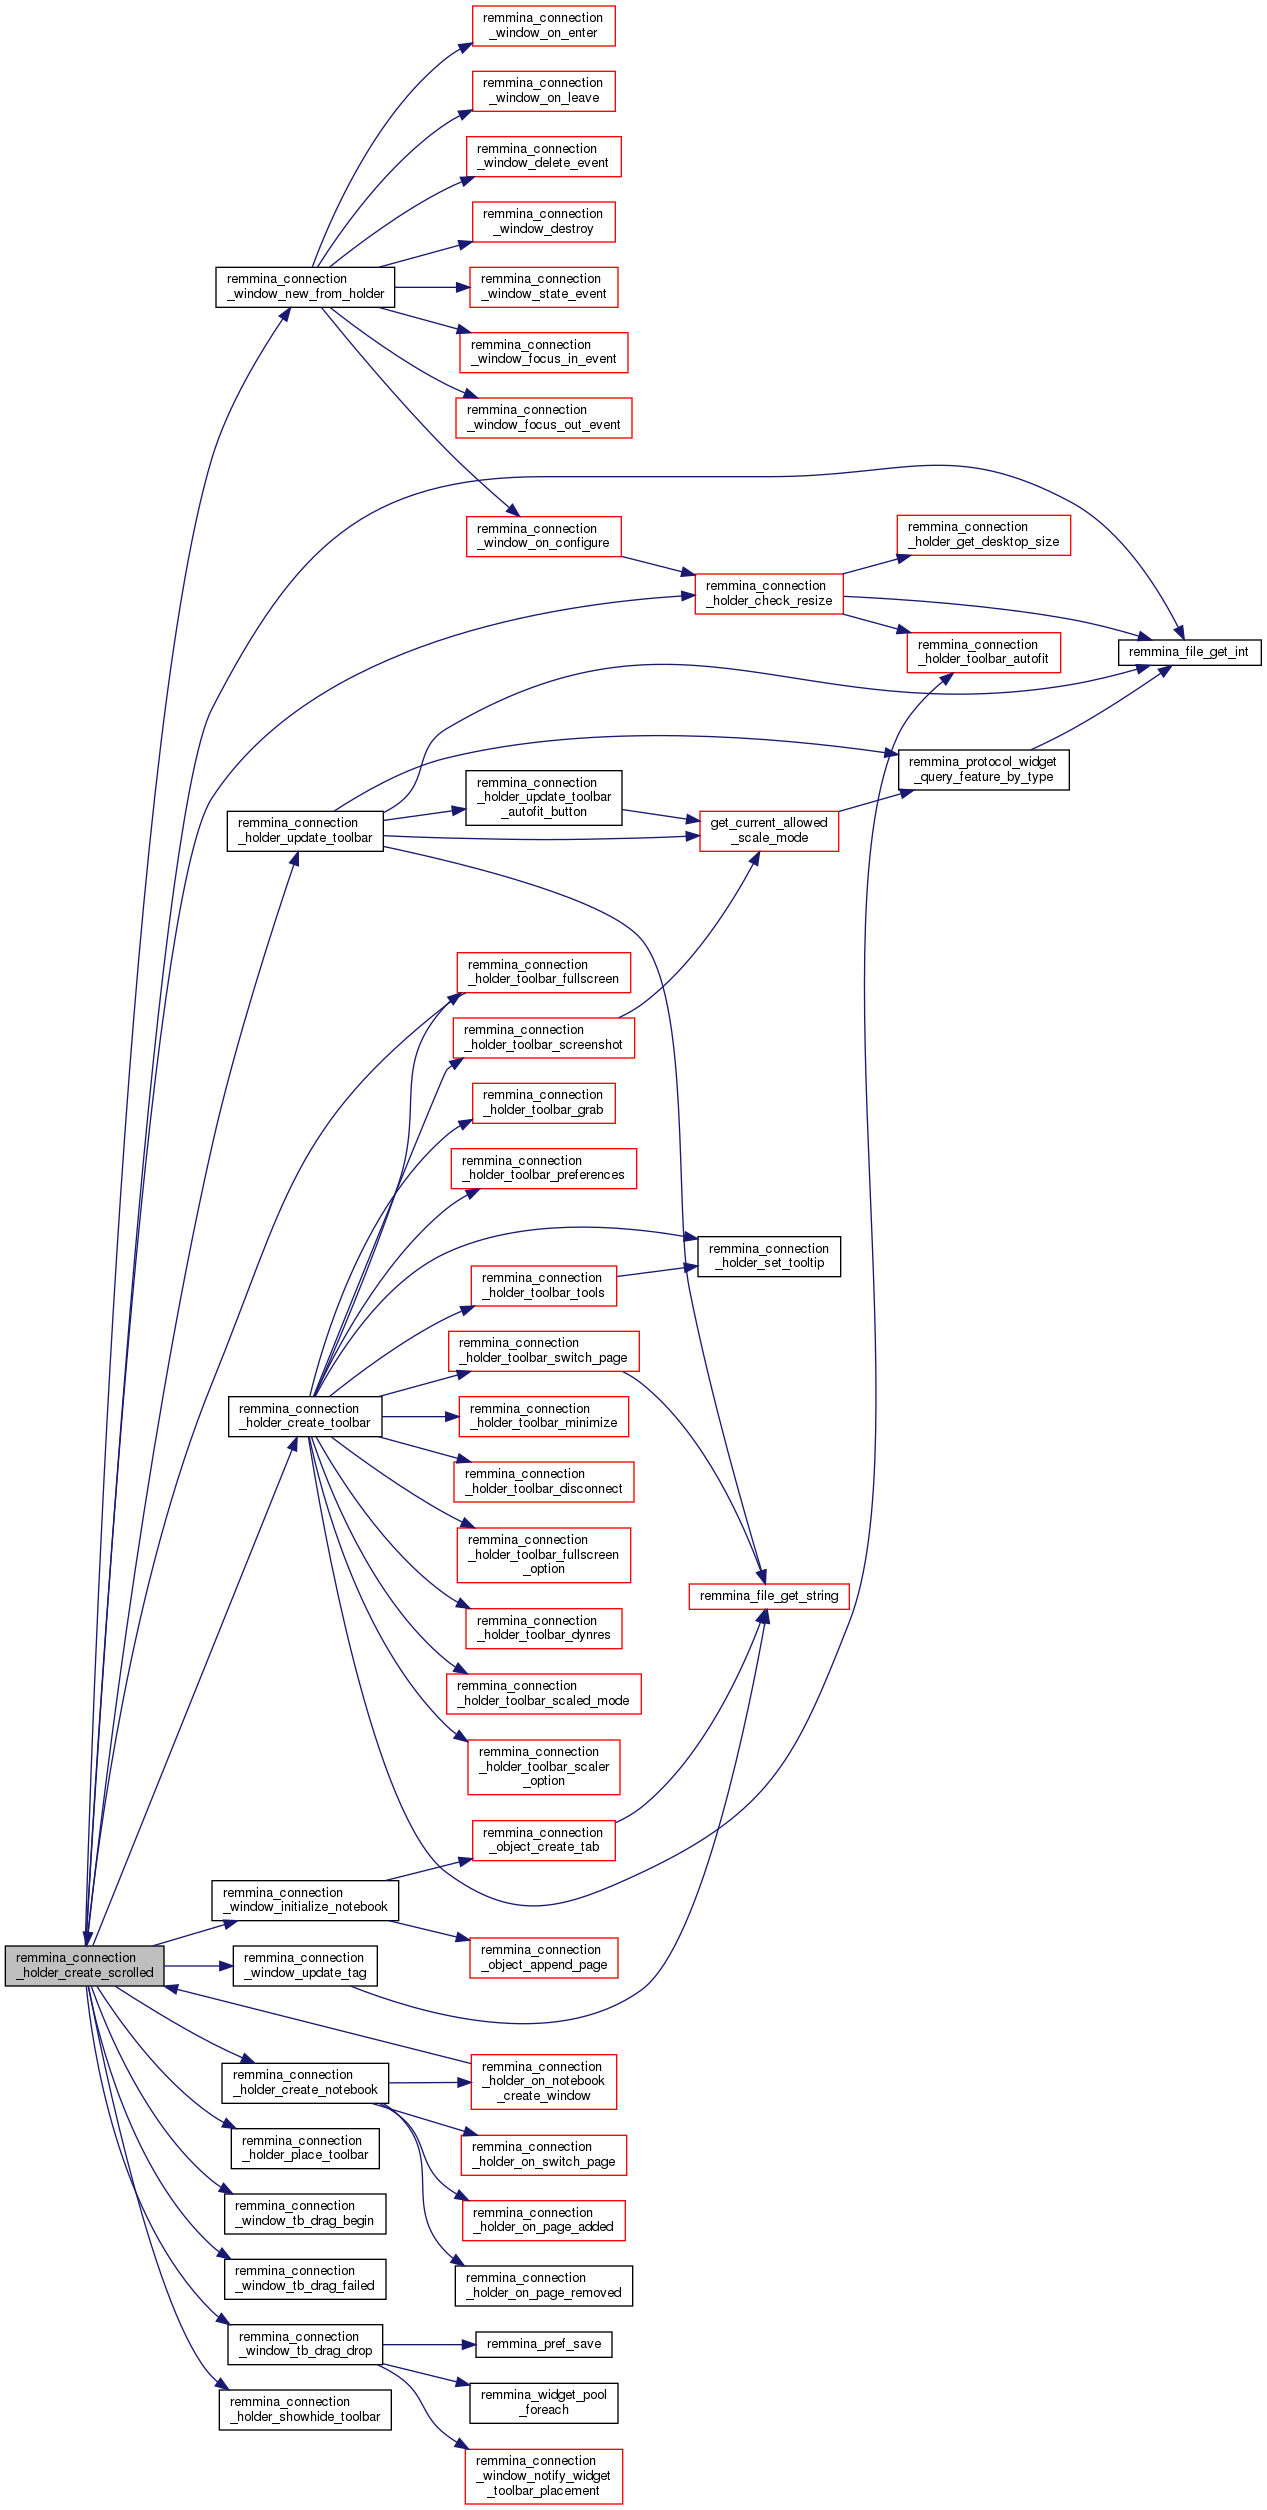 remmina_connection
_window_on_enter
remmina_connection
_window_on_leave
remmina_connection
_window_delete_event
remmina_connection
_window_destroy
remmina_connection
_window_new_from_holder
remmina_connection
_window_state_event
remmina_connection
_window_focus_in_event
remmina_connection
_window_focus_out_event
remmina_connection
_window_on_configure
remmina_connection
_holder_get_desktop_size
remmina_connection
_holder_check_resize
remmina_connection
_holder_toolbar_autofit
remmina_file_get_int
remmina_protocol_widget
_query_feature_by_type
remmina_connection
_holder_update_toolbar
_autofit_button
remmina_connection
_holder_update_toolbar
get_current_allowed
_scale_mode
remmina_connection
_holder_toolbar_fullscreen
remmina_connection
_holder_toolbar_screenshot
remmina_connection
_holder_toolbar_grab
remmina_connection
_holder_toolbar_preferences
remmina_connection
_holder_set_tooltip
remmina_connection
_holder_toolbar_tools
remmina_connection
_holder_toolbar_switch_page
remmina_connection
_holder_create_toolbar
remmina_connection
_holder_toolbar_minimize
remmina_connection
_holder_toolbar_disconnect
remmina_connection
_holder_toolbar_fullscreen
_option
remmina_file_get_string
remmina_connection
_holder_toolbar_dynres
remmina_connection
_holder_toolbar_scaled_mode
remmina_connection
_holder_toolbar_scaler
_option
remmina_connection
_object_create_tab
remmina_connection
_window_initialize_notebook
remmina_connection
_object_append_page
remmina_connection
_holder_create_scrolled
remmina_connection
_window_update_tag
remmina_connection
_holder_on_notebook
_create_window
remmina_connection
_holder_create_notebook
remmina_connection
_holder_place_toolbar
remmina_connection
_holder_on_switch_page
remmina_connection
_window_tb_drag_begin
remmina_connection
_holder_on_page_added
remmina_connection
_window_tb_drag_failed
remmina_connection
_holder_on_page_removed
remmina_connection
_window_tb_drag_drop
remmina_pref_save
remmina_connection
_holder_showhide_toolbar
remmina_widget_pool
_foreach
remmina_connection
_window_notify_widget
_toolbar_placement